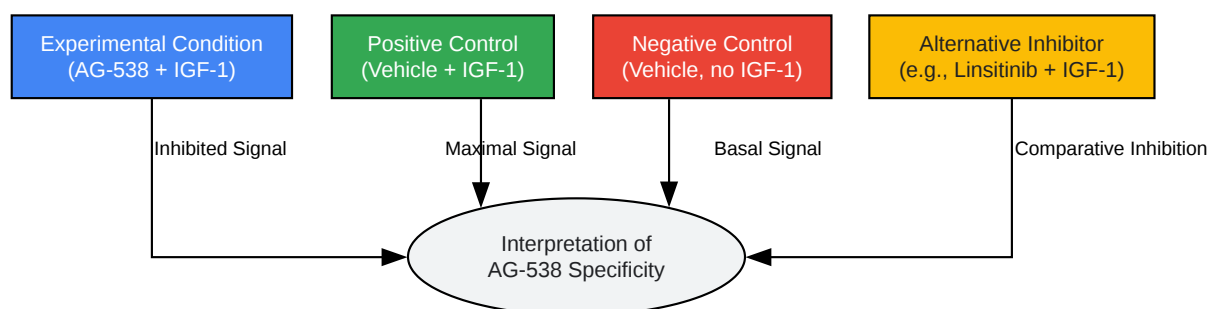 Experimental Condition
(AG-538 + IGF-1)
Positive Control
(Vehicle + IGF-1)
Negative Control
(Vehicle, no IGF-1)
Alternative Inhibitor
(e.g., Linsitinib + IGF-1)
Inhibited Signal
Maximal Signal
Basal Signal
Comparative Inhibition
Interpretation of
AG-538 Specificity